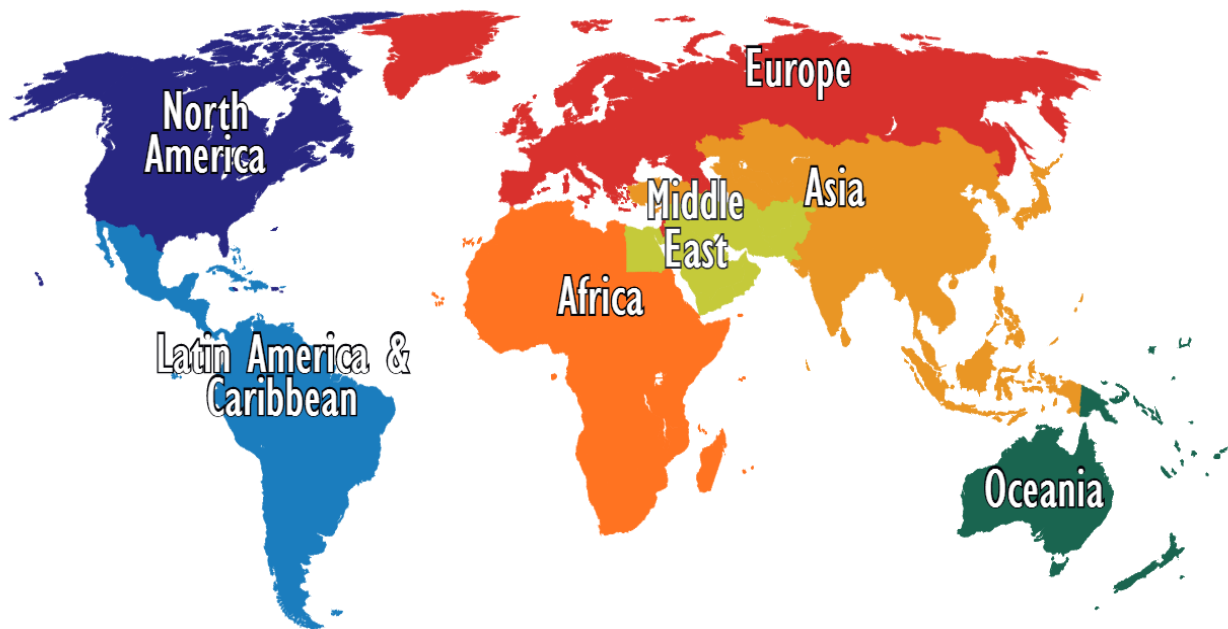 North
America
Europe
Middle
East
Asia
Africa
Latin America &
Caribbean
Oceania